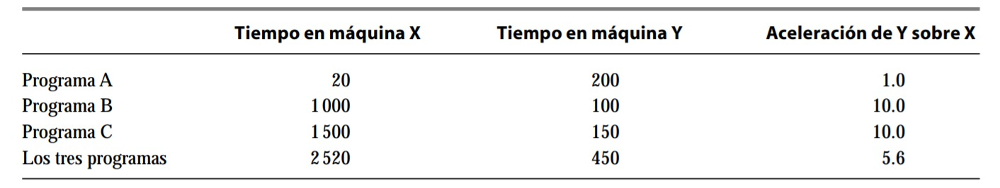 Tiempo en máquina X Tiempo en máquina Y Aceleración de Y sobre X
Programa A 20 200 1.0
Programa B 1 000 100 10.0
Programa C 1 500 150 10.0
Los tres programas 2 520 450 5.6